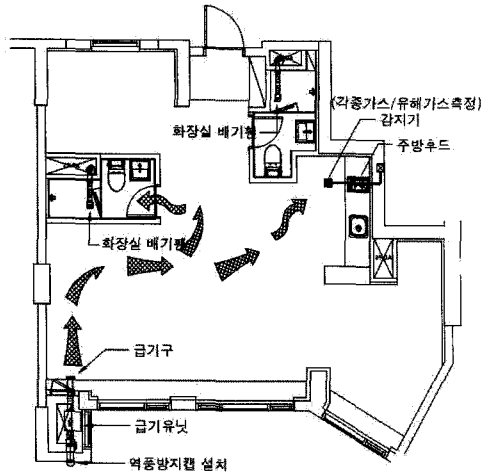 (각종가스/유해가스측정)
감지기
화장실 배기팬
주방후드
화장실 배기팬
급기구
급기유닛
역풍방지캡 설치